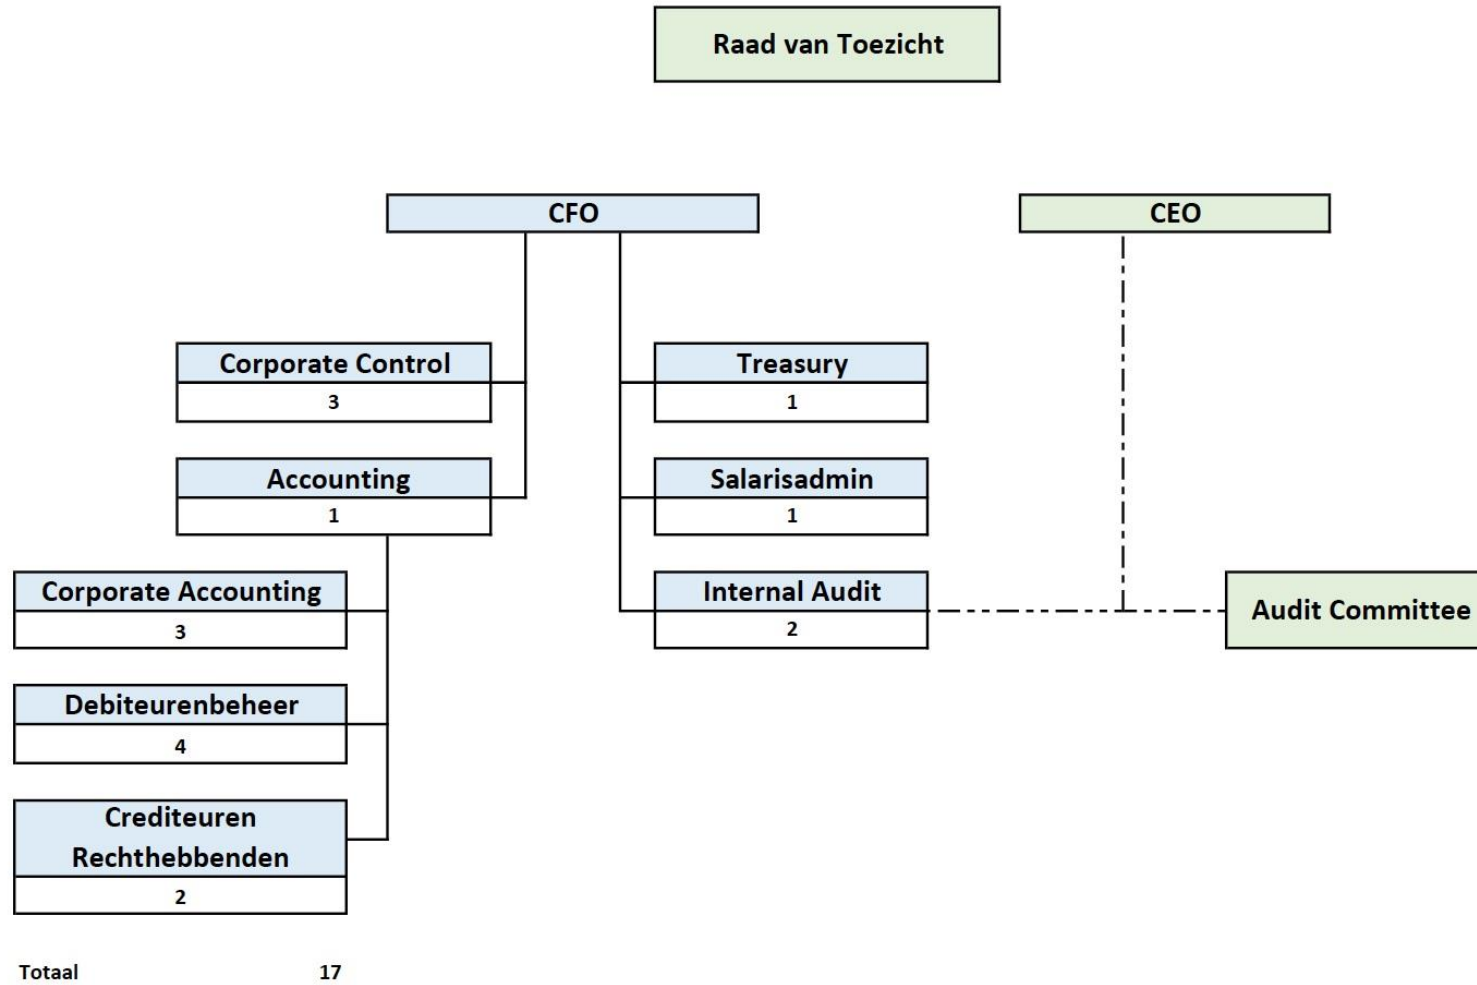 Raad van Toezicht
CFO
CEO
Corporate Control
3
Treasury
1
Accounting
1
Salarisadmin
1
Corporate Accounting
3
Internal Audit
2
Audit Committee
Debiteurenbeheer
4
Crediteuren
Rechthebbenden
2
Totaal 17